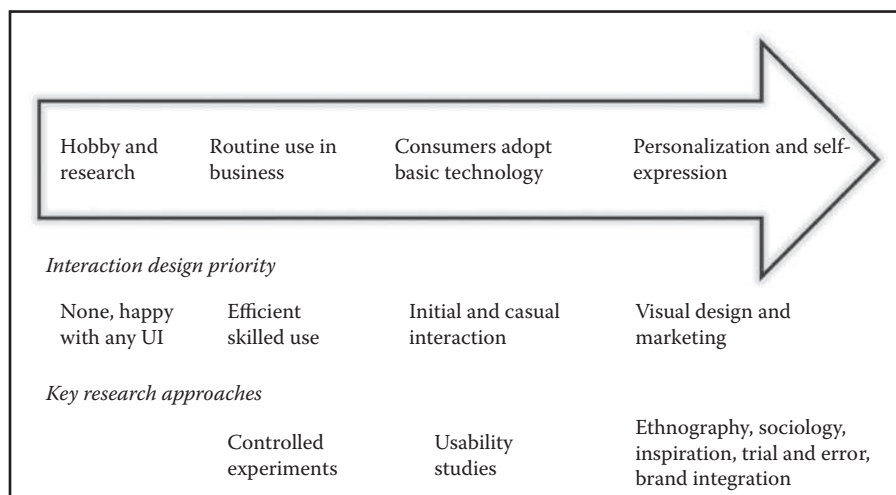 Hobby and
research
Routine use in
business
Consumers adopt
basic technology
Personalization and self-
expression
Interaction design priority
None, happy
with any UI
Efficient
skilled use
Initial and casual
interaction
Visual design and
marketing
Key research approaches
Controlled
experiments
Usability
studies
Ethnography, sociology,
inspiration, trial and error,
brand integration